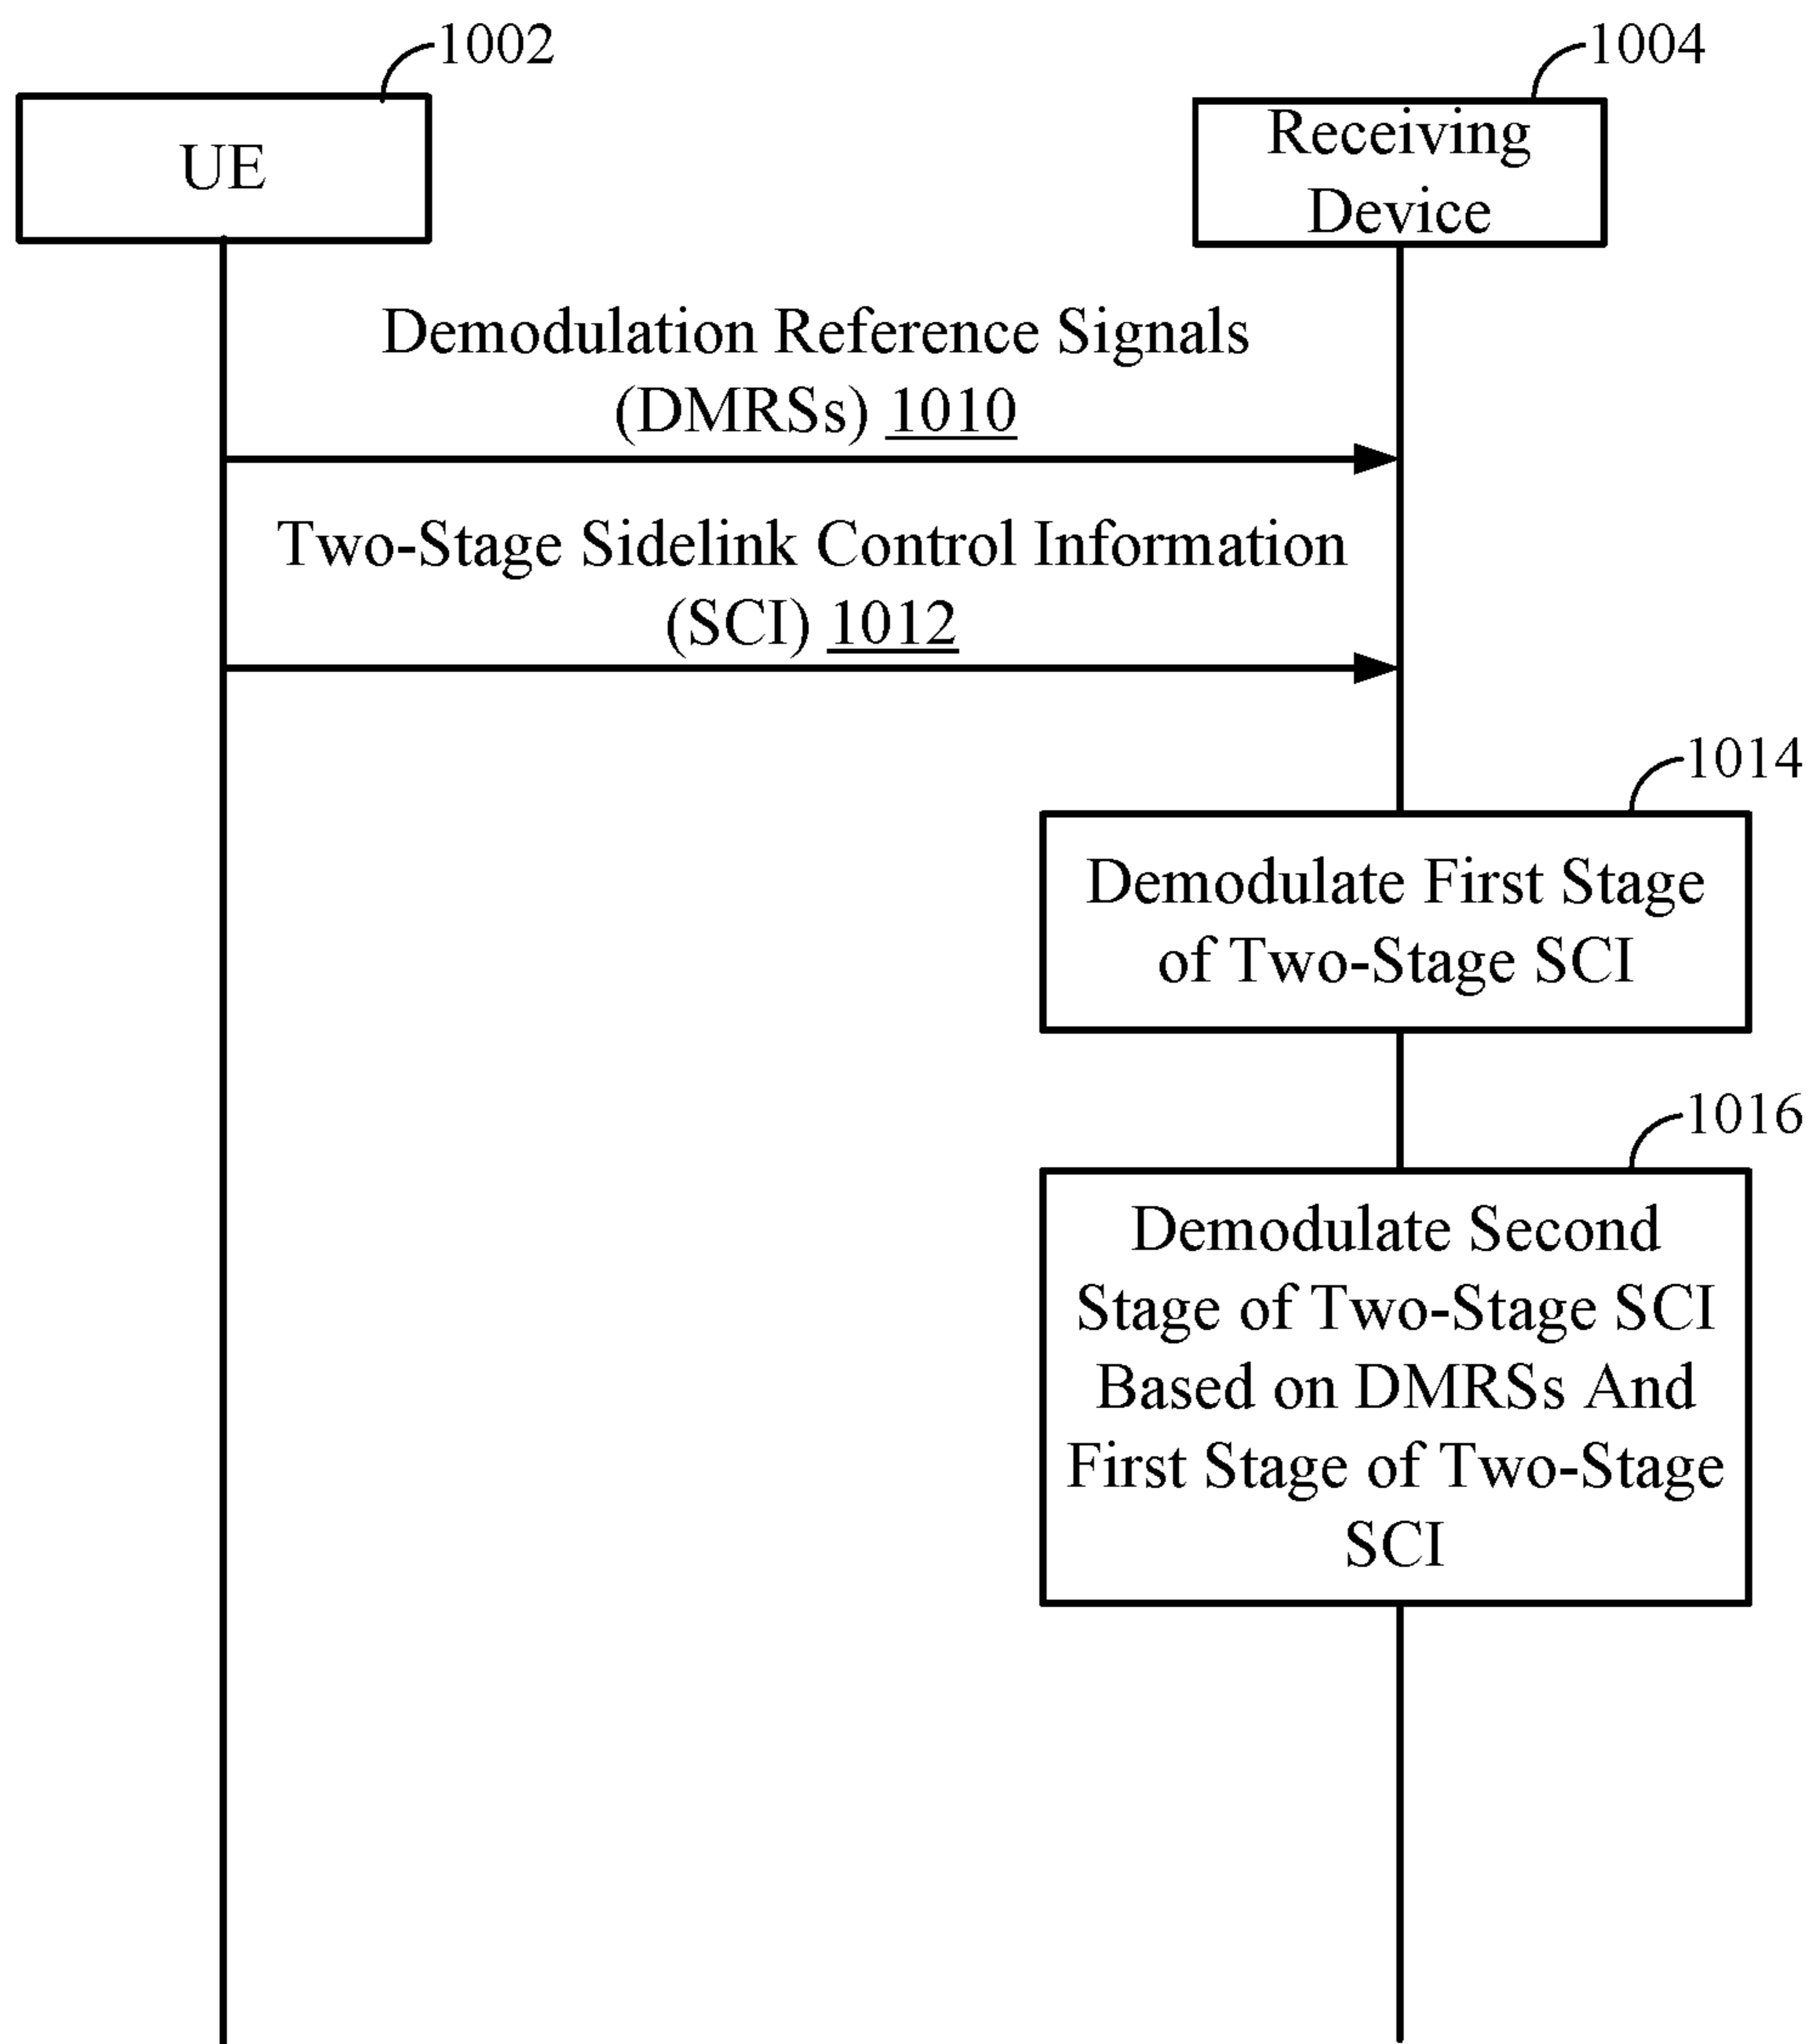 1002
UE
1004
Receiving
Device
Demodulation Reference Signals
(DMRSs) 1010
Two-Stage Sidelink Control Information
(SCI) 1012
1014
Demodulate First Stage
of Two-Stage SCI
1016
Demodulate Second
Stage of Two-Stage SCI
Based on DMRSs And
First Stage of Two-Stage
SCI